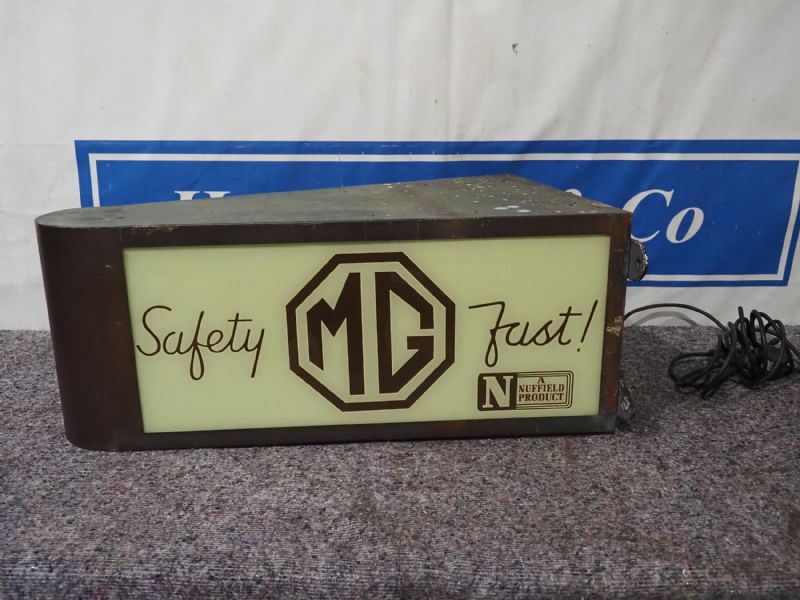 & Co
Safety MG Fast!
N A
NUFFIELD
PRODUCT